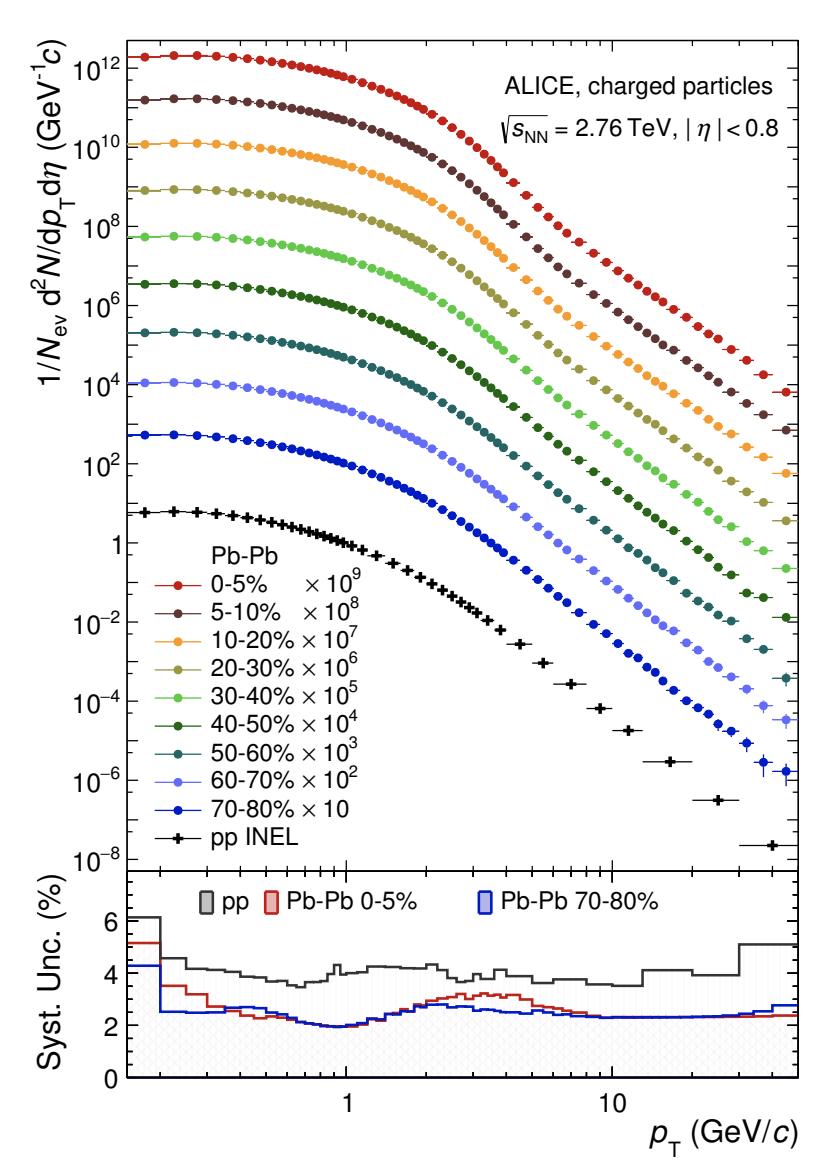 ALICE, charged particles
√s_NN = 2.76 TeV, | η | < 0.8
1/N_ev d²N/dp_T dη (GeV⁻¹c)
10¹²
10¹⁰
10⁸
10⁶
10⁴
10²
1
10⁻²
10⁻⁴
10⁻⁶
10⁻⁸
Pb-Pb
0-5% × 10⁹
5-10% × 10⁸
10-20% × 10⁷
20-30% × 10⁶
30-40% × 10⁵
40-50% × 10⁴
50-60% × 10³
60-70% × 10²
70-80% × 10
pp INEL
Syst. Unc. (%)
pp Pb-Pb 0-5% Pb-Pb 70-80%
6
4
2
0
1 10
p_T (GeV/c)